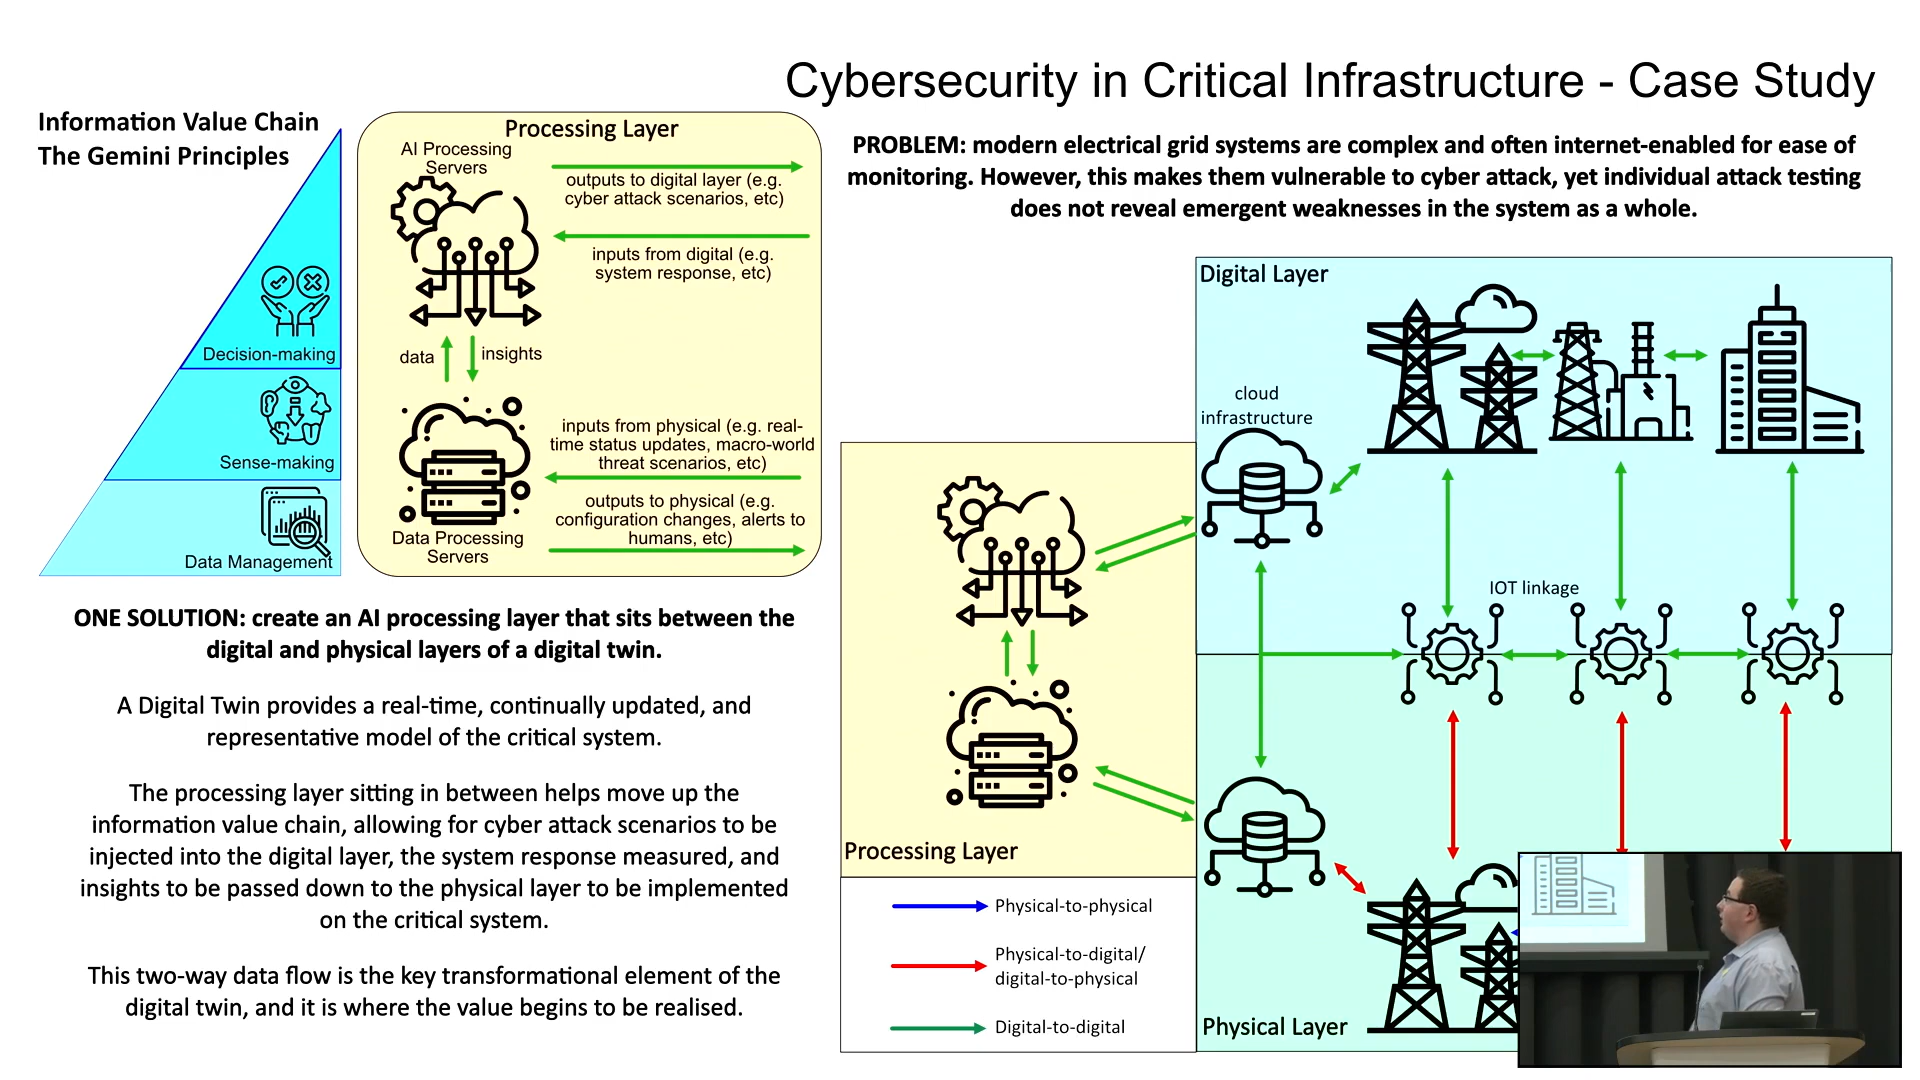 Cybersecurity in Critical Infrastructure - Case Study
Information Value Chain
The Gemini Principles
Decision-making
Sense-making
Data Management
Processing Layer
AI Processing
Servers
outputs to digital layer (e.g.
cyber attack scenarios, etc)
inputs from digital (e.g.
system response, etc)
data
insights
inputs from physical (e.g. real-
time status updates, macro-world
threat scenarios, etc)
outputs to physical (e.g.
configuration changes, alerts to
humans, etc)
Data Processing
Servers
ONE SOLUTION: create an AI processing layer that sits between the
digital and physical layers of a digital twin.
A Digital Twin provides a real-time, continually updated, and
representative model of the critical system.
The processing layer sitting in between helps move up the
information value chain, allowing for cyber attack scenarios to be
injected into the digital layer, the system response measured, and
insights to be passed down to the physical layer to be implemented
on the critical system.
This two-way data flow is the key transformational element of the
digital twin, and it is where the value begins to be realised.
PROBLEM: modern electrical grid systems are complex and often internet-enabled for ease of
monitoring. However, this makes them vulnerable to cyber attack, yet individual attack testing
does not reveal emergent weaknesses in the system as a whole.
Digital Layer
cloud
infrastructure
IOT linkage
Processing Layer
Physical-to-physical
Physical-to-digital/
digital-to-physical
Digital-to-digital
Physical Layer